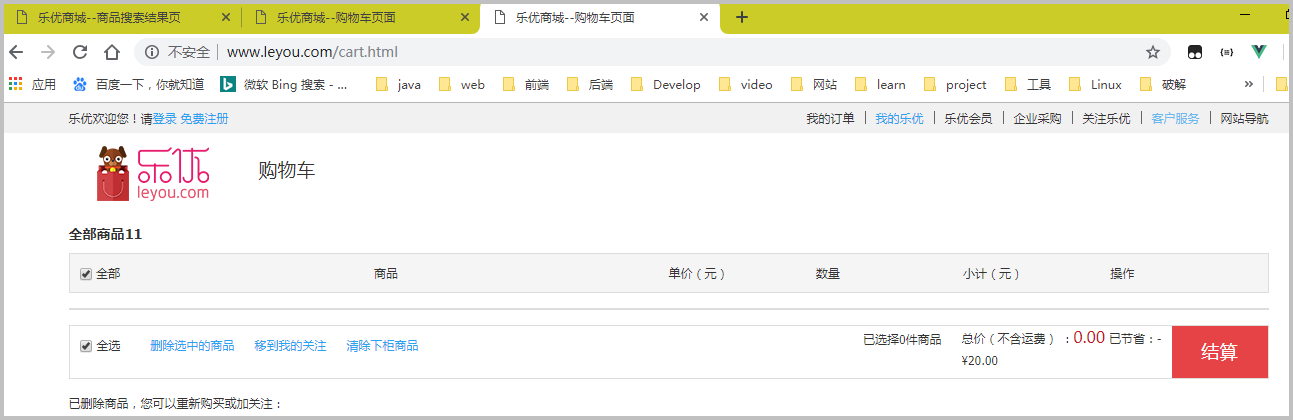 乐优商城--商品搜索结果页 乐优商城--购物车页面 乐优商城--购物车页面
不安全 www.leyou.com/cart.html
应用 百度一下，你就知道 微软 Bing 搜索 - ... java web 前端 后端 Develop video 网站 learn project 工具 Linux 破解 »
乐优欢迎您！请登录 免费注册 我的订单 我的乐优 乐优会员 企业采购 关注乐优 客户服务 网站导航
乐优 leyou.com 购物车
全部商品11
全部 商品 单价（元） 数量 小计（元） 操作
全选 删除选中的商品 移到我的关注 清除下柜商品 已选择0件商品 总价（不含运费） ：0.00 已节省：-
¥20.00
结算
已删除商品，您可以重新购买或加关注：